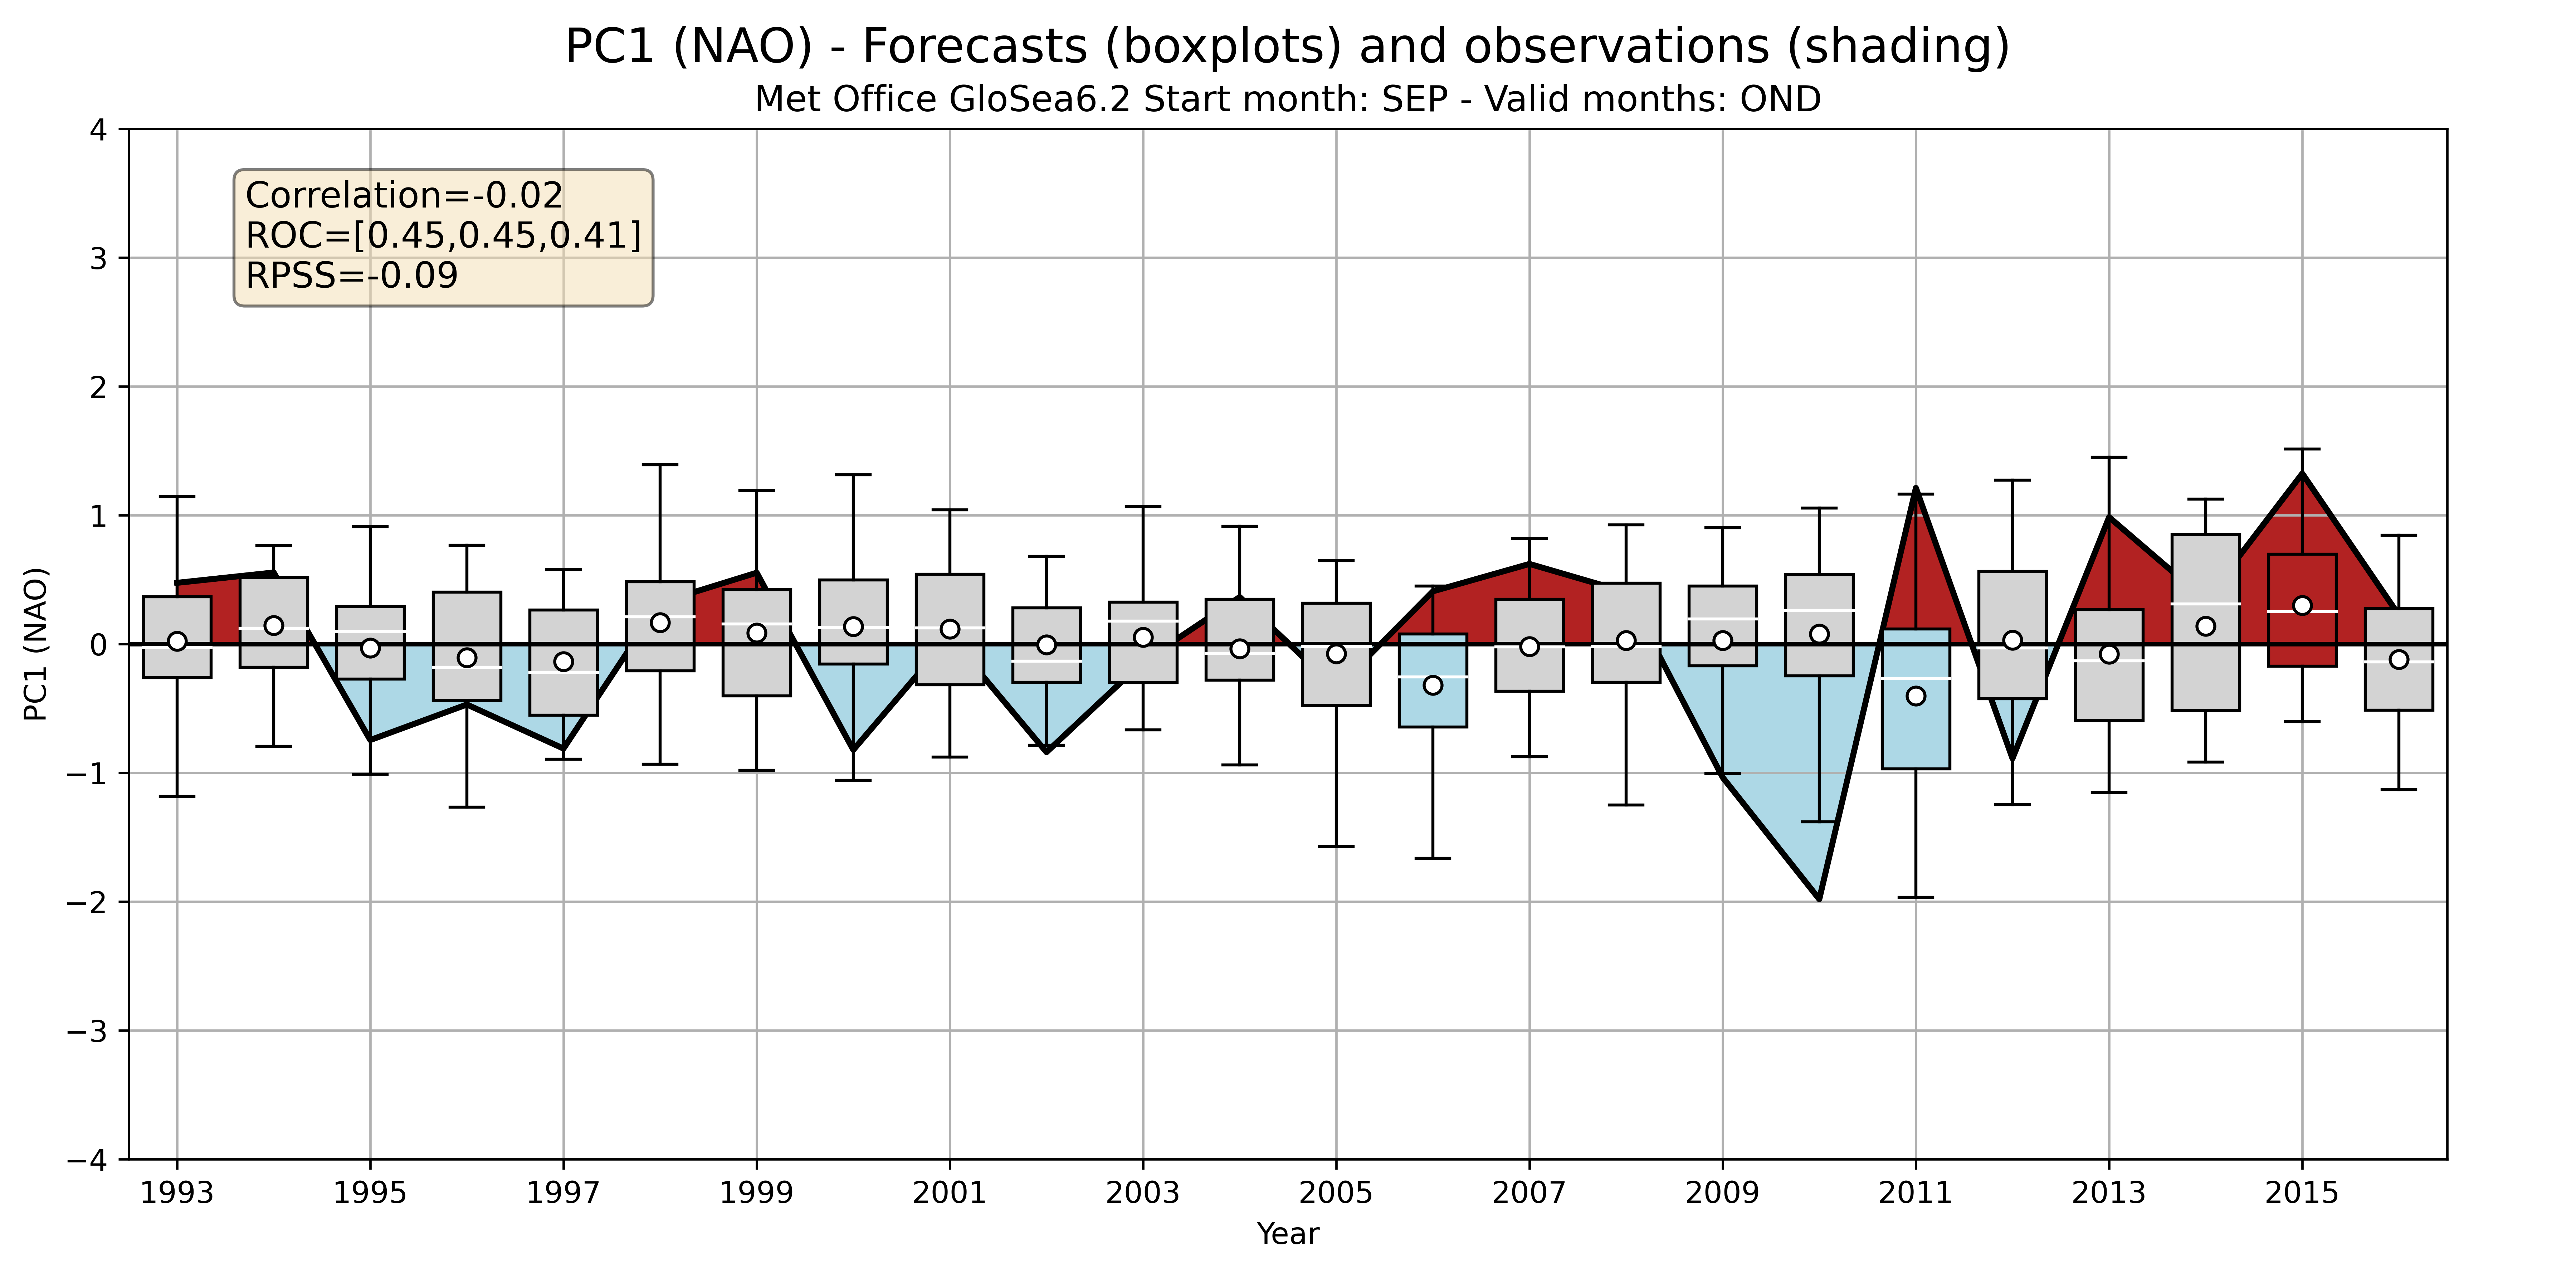 PC1 (NAO) - Forecasts (boxplots) and observations (shading)
Met Office GloSea6.2 Start month: SEP - Valid months: OND
Correlation=-0.02
ROC=[0.45,0.45,0.41]
RPSS=-0.09
PC1 (NAO)
4
3
2
1
0
−1
−2
−3
−4
1993 1995 1997 1999 2001 2003 2005 2007 2009 2011 2013 2015
Year